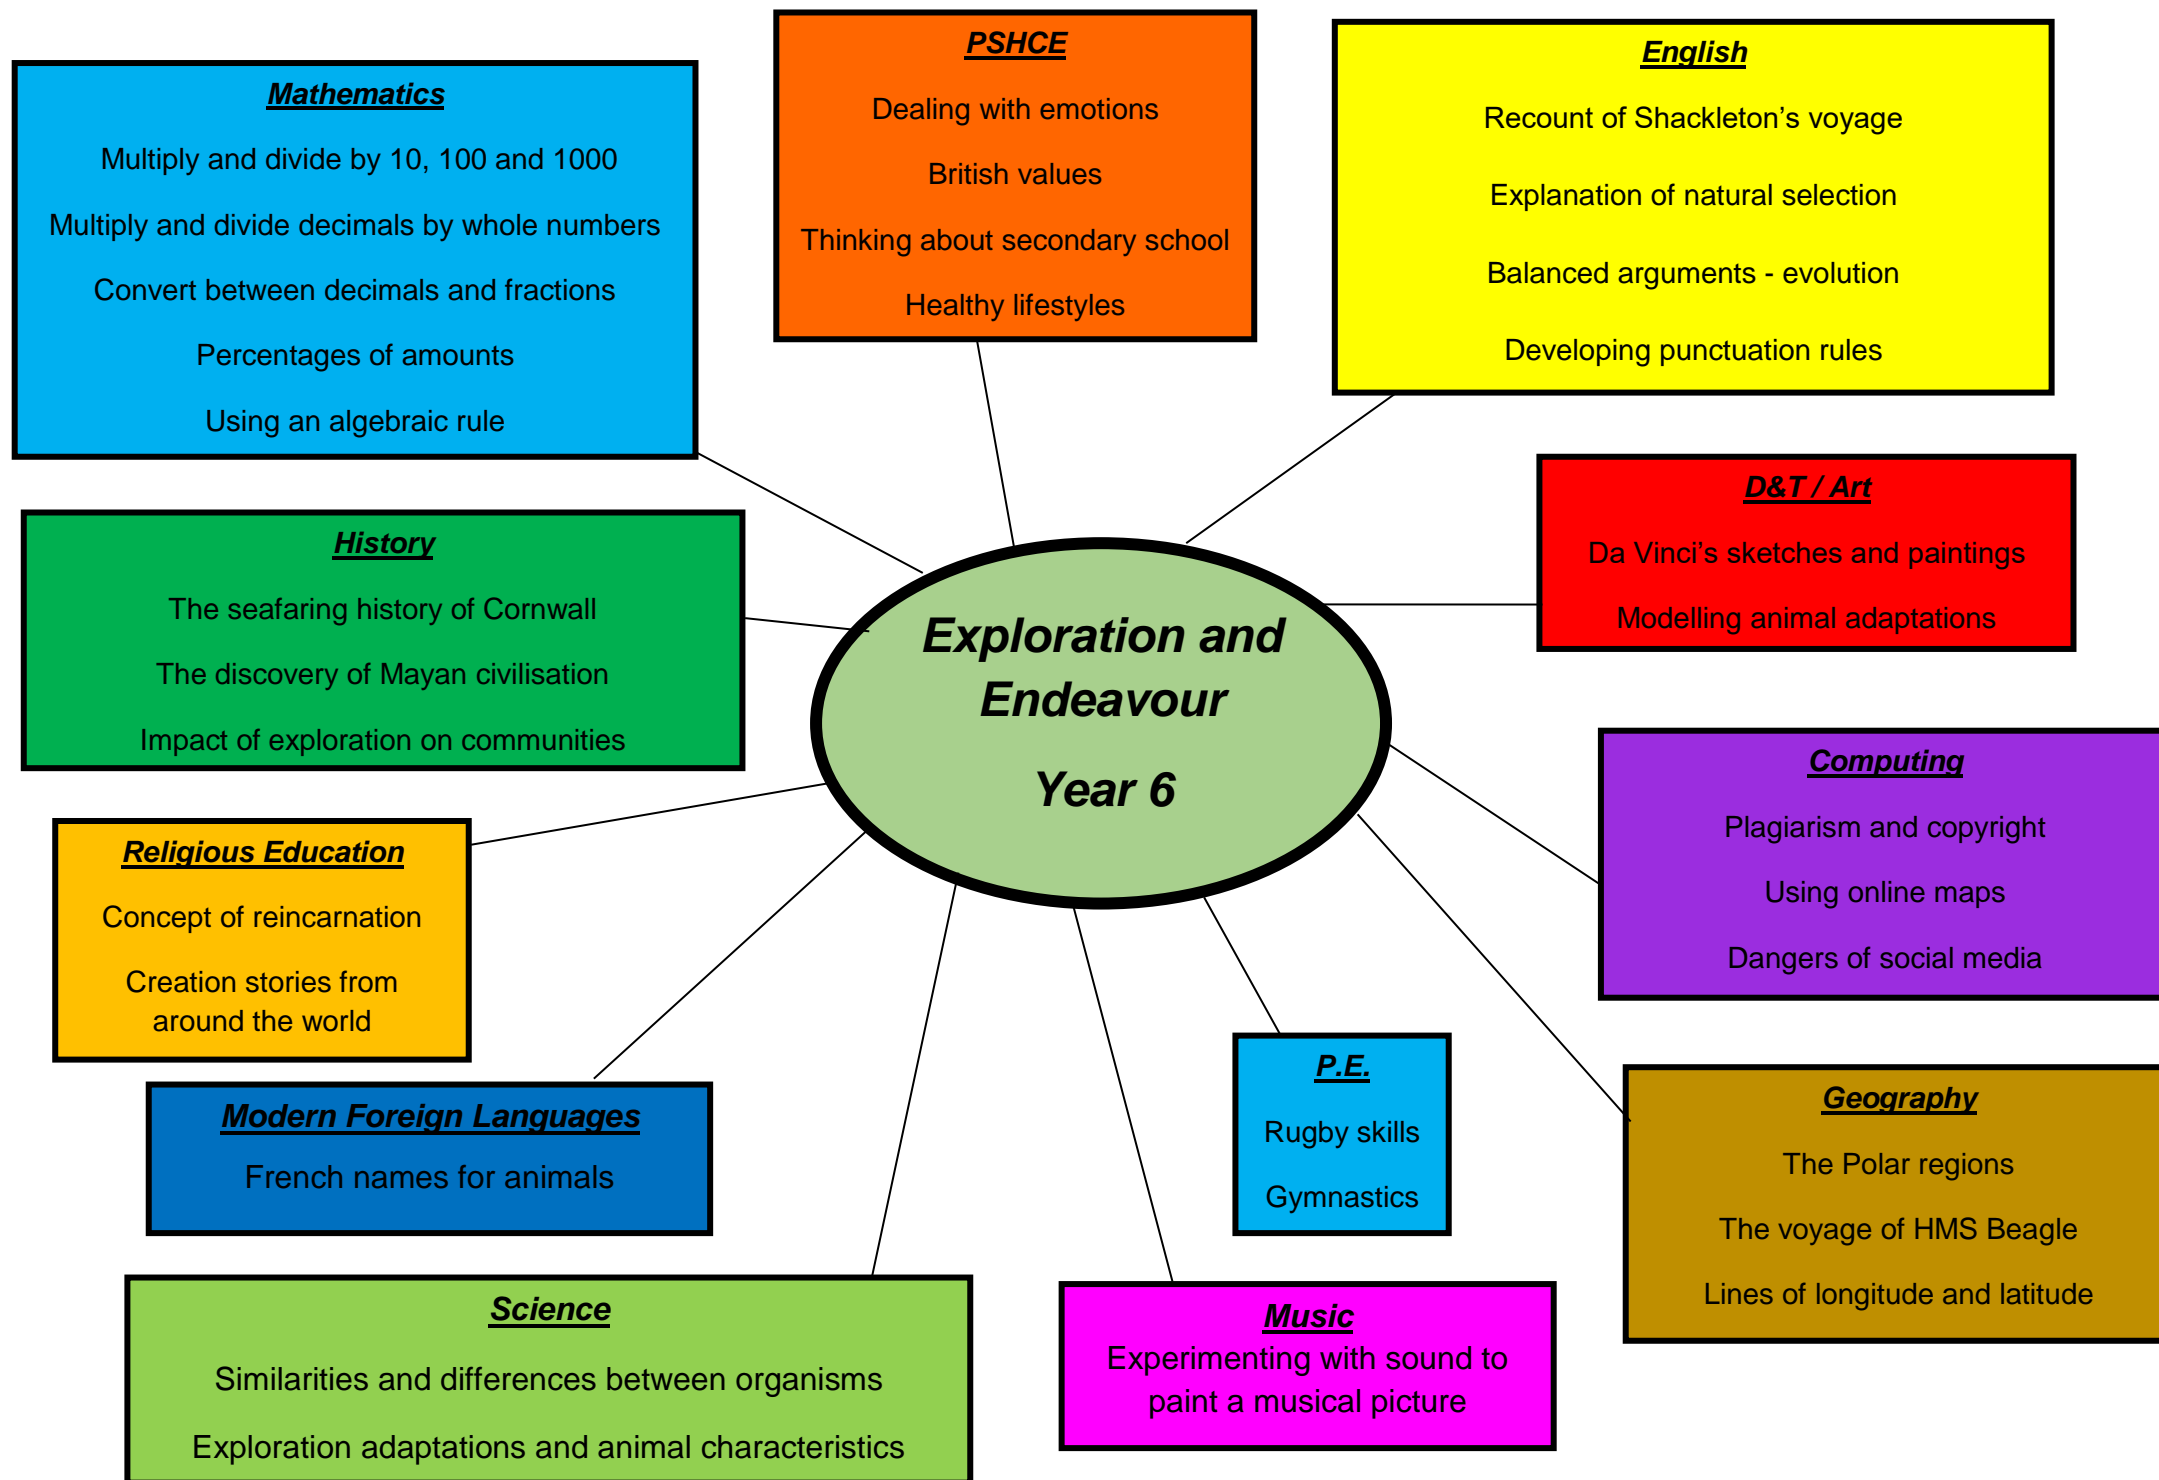 Mathematics
Multiply and divide by 10, 100 and 1000
Multiply and divide decimals by whole numbers
Convert between decimals and fractions
Percentages of amounts
Using an algebraic rule
PSHCE
Dealing with emotions
British values
Thinking about secondary school
Healthy lifestyles
English
Recount of Shackleton’s voyage
Explanation of natural selection
Balanced arguments - evolution
Developing punctuation rules
History
The seafaring history of Cornwall
The discovery of Mayan civilisation
Impact of exploration on communities
Exploration and
Endeavour
Year 6
D&T / Art
Da Vinci’s sketches and paintings
Modelling animal adaptations
Computing
Plagiarism and copyright
Using online maps
Dangers of social media
Religious Education
Concept of reincarnation
Creation stories from
around the world
Modern Foreign Languages
French names for animals
P.E.
Rugby skills
Gymnastics
Geography
The Polar regions
The voyage of HMS Beagle
Lines of longitude and latitude
Science
Similarities and differences between organisms
Exploration adaptations and animal characteristics
Music
Experimenting with sound to
paint a musical picture